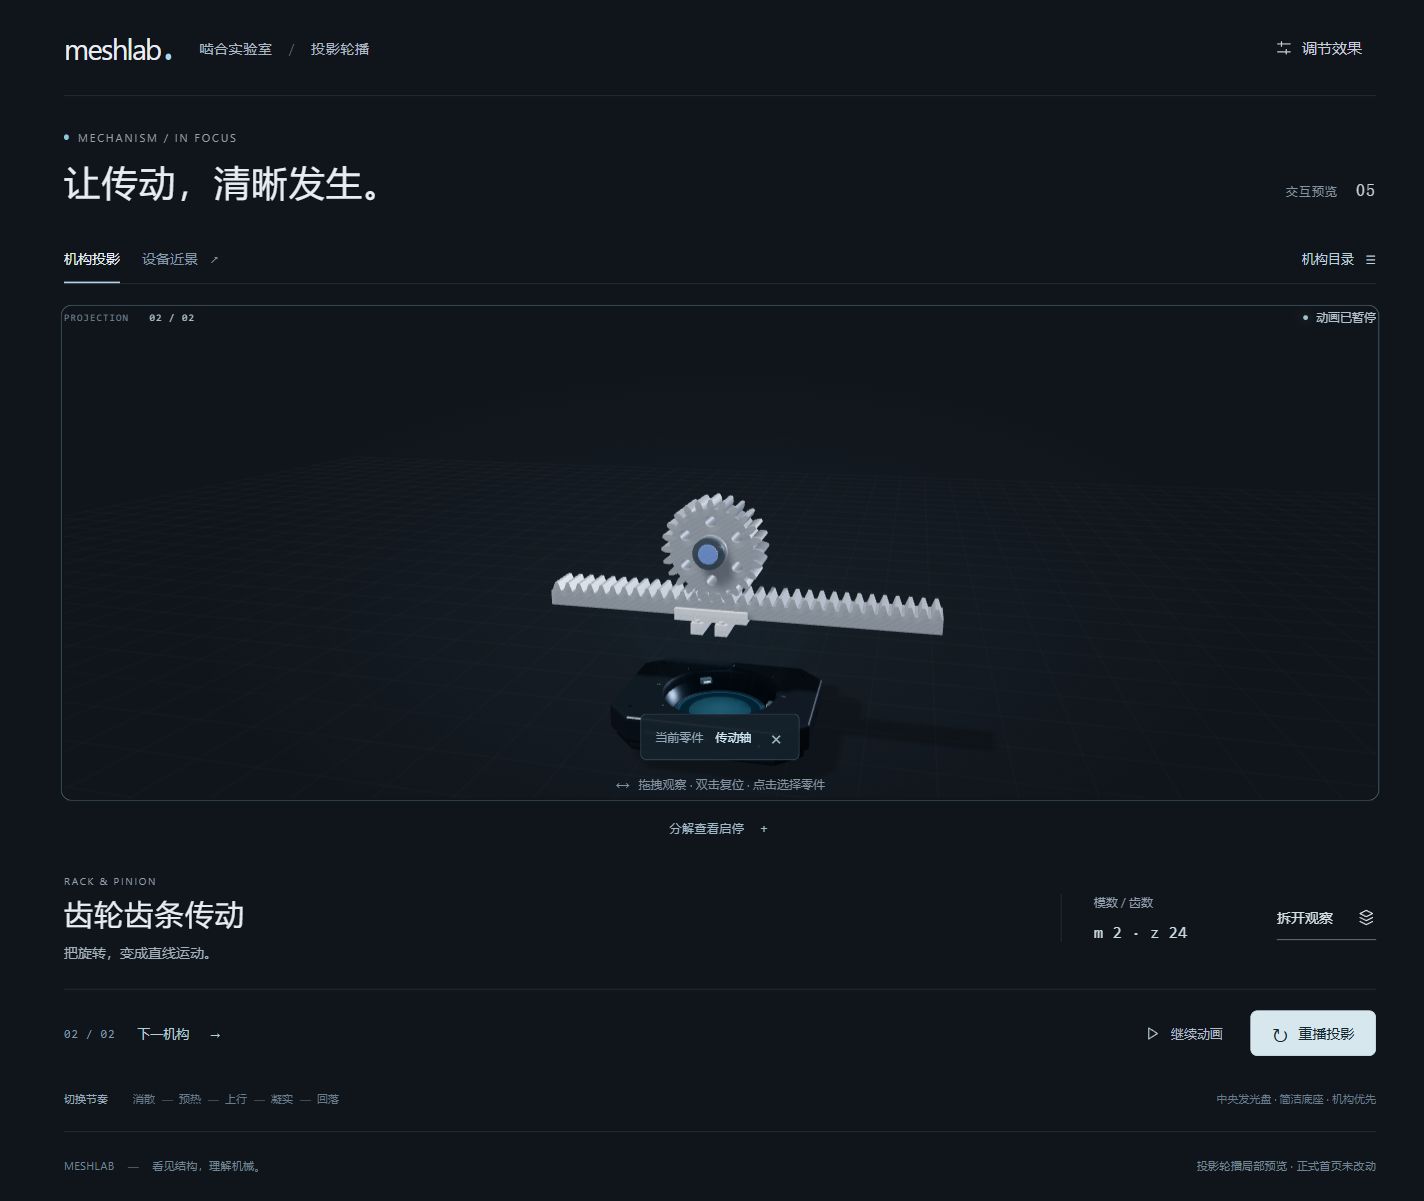 meshlab.
啮合实验室 / 投影轮播
调节效果
MECHANISM / IN FOCUS
让传动，清晰发生。
交互预览 05
机构投影 设备近景 ↗
机构目录 ☰
PROJECTION 02 / 02
动画已暂停
当前零件 传动轴 ×
↔ 拖拽观察 · 双击复位 · 点击选择零件
分解查看启停 +
RACK & PINION
齿轮齿条传动
把旋转，变成直线运动。
模数 / 齿数
m 2 · z 24
拆开观察
02 / 02 下一机构 →
继续动画
重播投影
切换节奏 消散 — 预热 — 上行 — 凝实 — 回落
中央发光盘 · 简洁底座 · 机构优先
MESHLAB — 看见结构，理解机械。
投影轮播局部预览 · 正式首页未改动